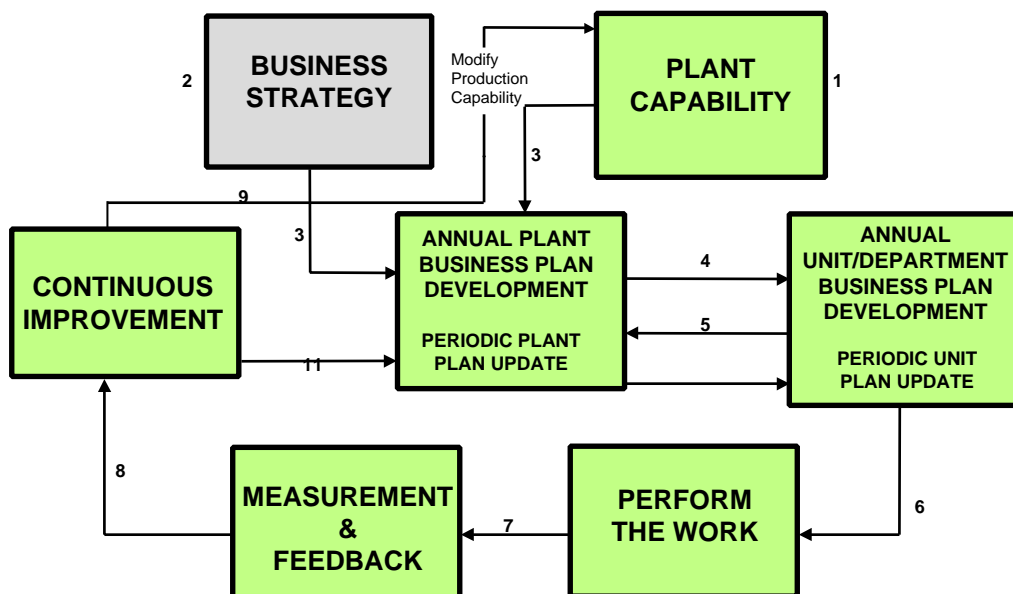 2
BUSINESS
STRATEGY
Modify
Production
Capability
PLANT
CAPABILITY
1
3
9
3
CONTINUOUS
IMPROVEMENT
ANNUAL PLANT
BUSINESS PLAN
DEVELOPMENT
PERIODIC PLANT
PLAN UPDATE
4
5
ANNUAL
UNIT/DEPARTMENT
BUSINESS PLAN
DEVELOPMENT
PERIODIC UNIT
PLAN UPDATE
11
8
MEASUREMENT
&
FEEDBACK
7
PERFORM
THE WORK
6